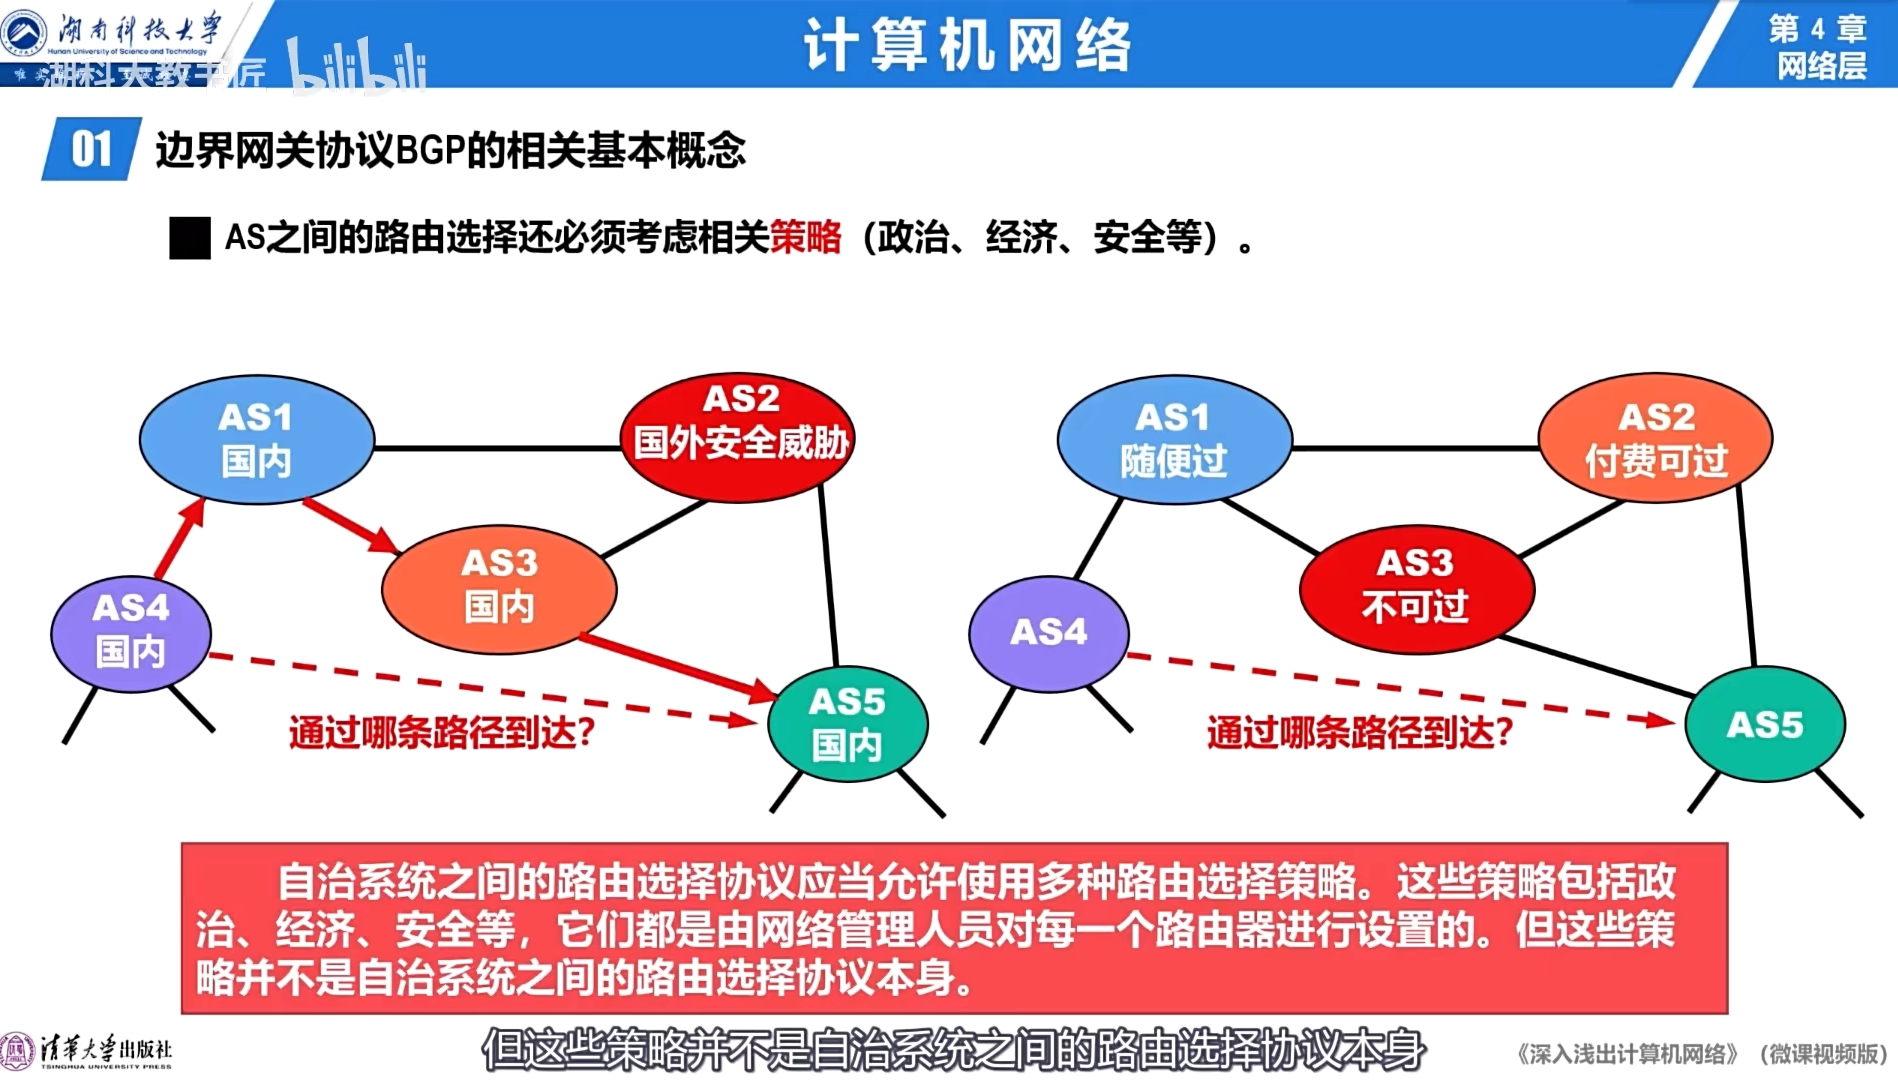 湖南科技大学
Hunan University of Science and Technology
湖科大教书匠 bilibili
计算机网络
第 4 章
网络层
01 边界网关协议BGP的相关基本概念
AS之间的路由选择还必须考虑相关策略（政治、经济、安全等）。
AS1
国内
AS2
国外安全威胁
AS3
国内
AS4
国内
AS5
国内
通过哪条路径到达?
AS1
随便过
AS2
付费可过
AS3
不可过
AS4
AS5
通过哪条路径到达?
自治系统之间的路由选择协议应当允许使用多种路由选择策略。这些策略包括政
治、经济、安全等，它们都是由网络管理人员对每一个路由器进行设置的。但这些策
略并不是自治系统之间的路由选择协议本身。
但这些策略并不是自治系统之间的路由选择协议本身
清华大学出版社
TSINGHUA UNIVERSITY PRESS
《深入浅出计算机网络》（微课视频版）